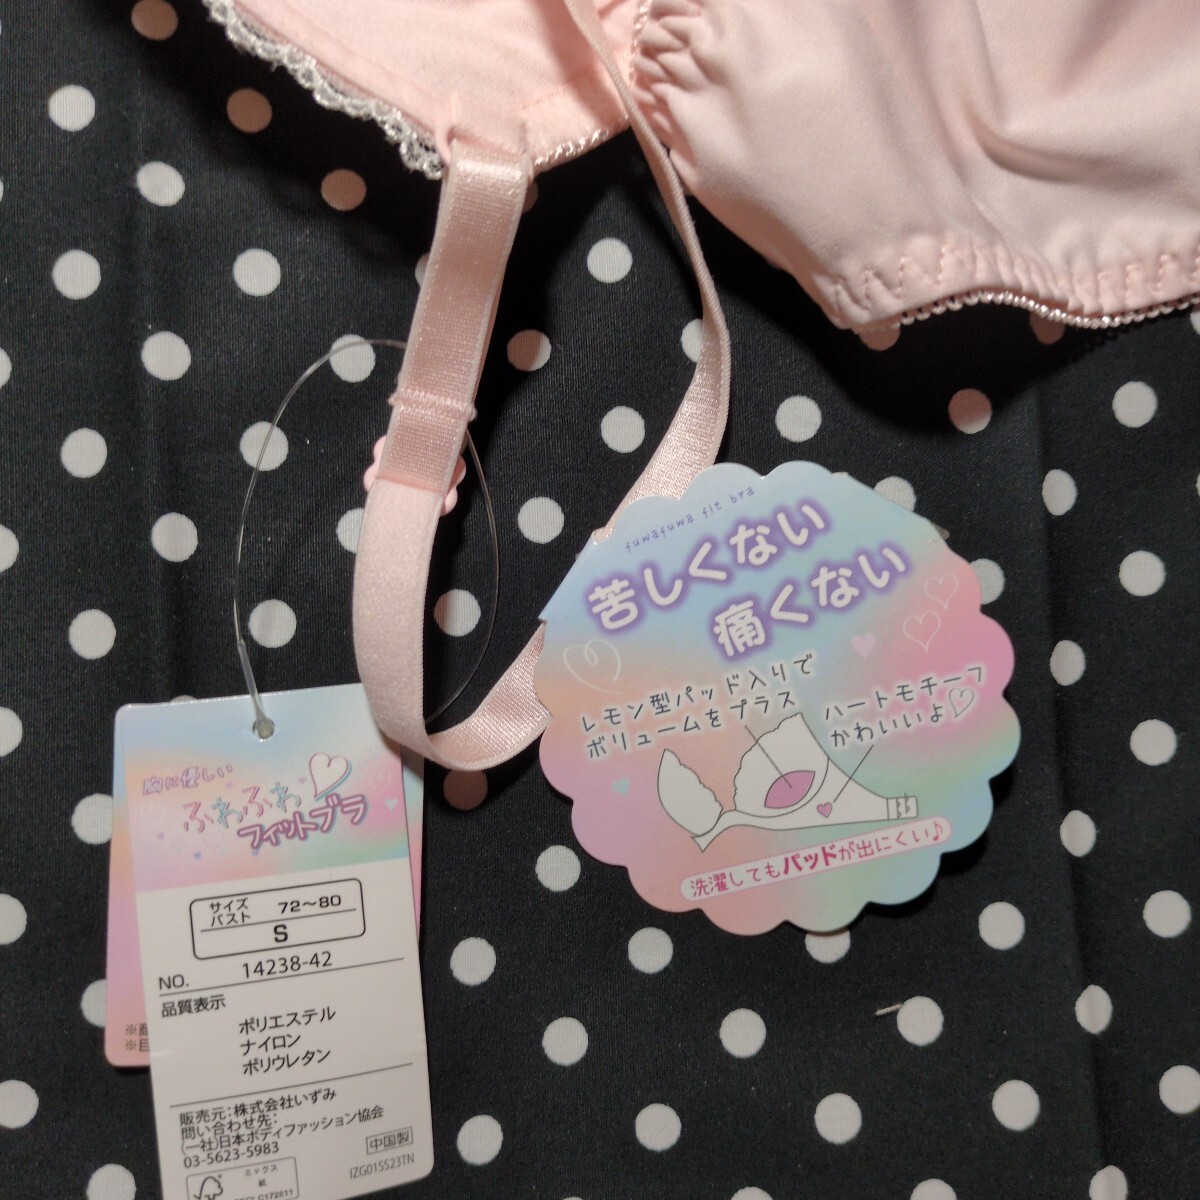 fuwafuwa fit bra
苦しくない
痛くない
レモン型パッド入りで
ボリュームをプラス
ハートモチーフ
かわいいよ♡
洗濯してもパッドが出にくい♪
胸に優しい
ふわふわ♡
フィットブラ
サイズ
バスト 72〜80
S
NO. 14238-42
品質表示
ポリエステル
ナイロン
ポリウレタン
販売元：株式会社いずみ
問い合わせ先：
(一社)日本ボディファッション協会
03-5623-5983
中国製
IZG015523TN
ミックス
紙
C172011